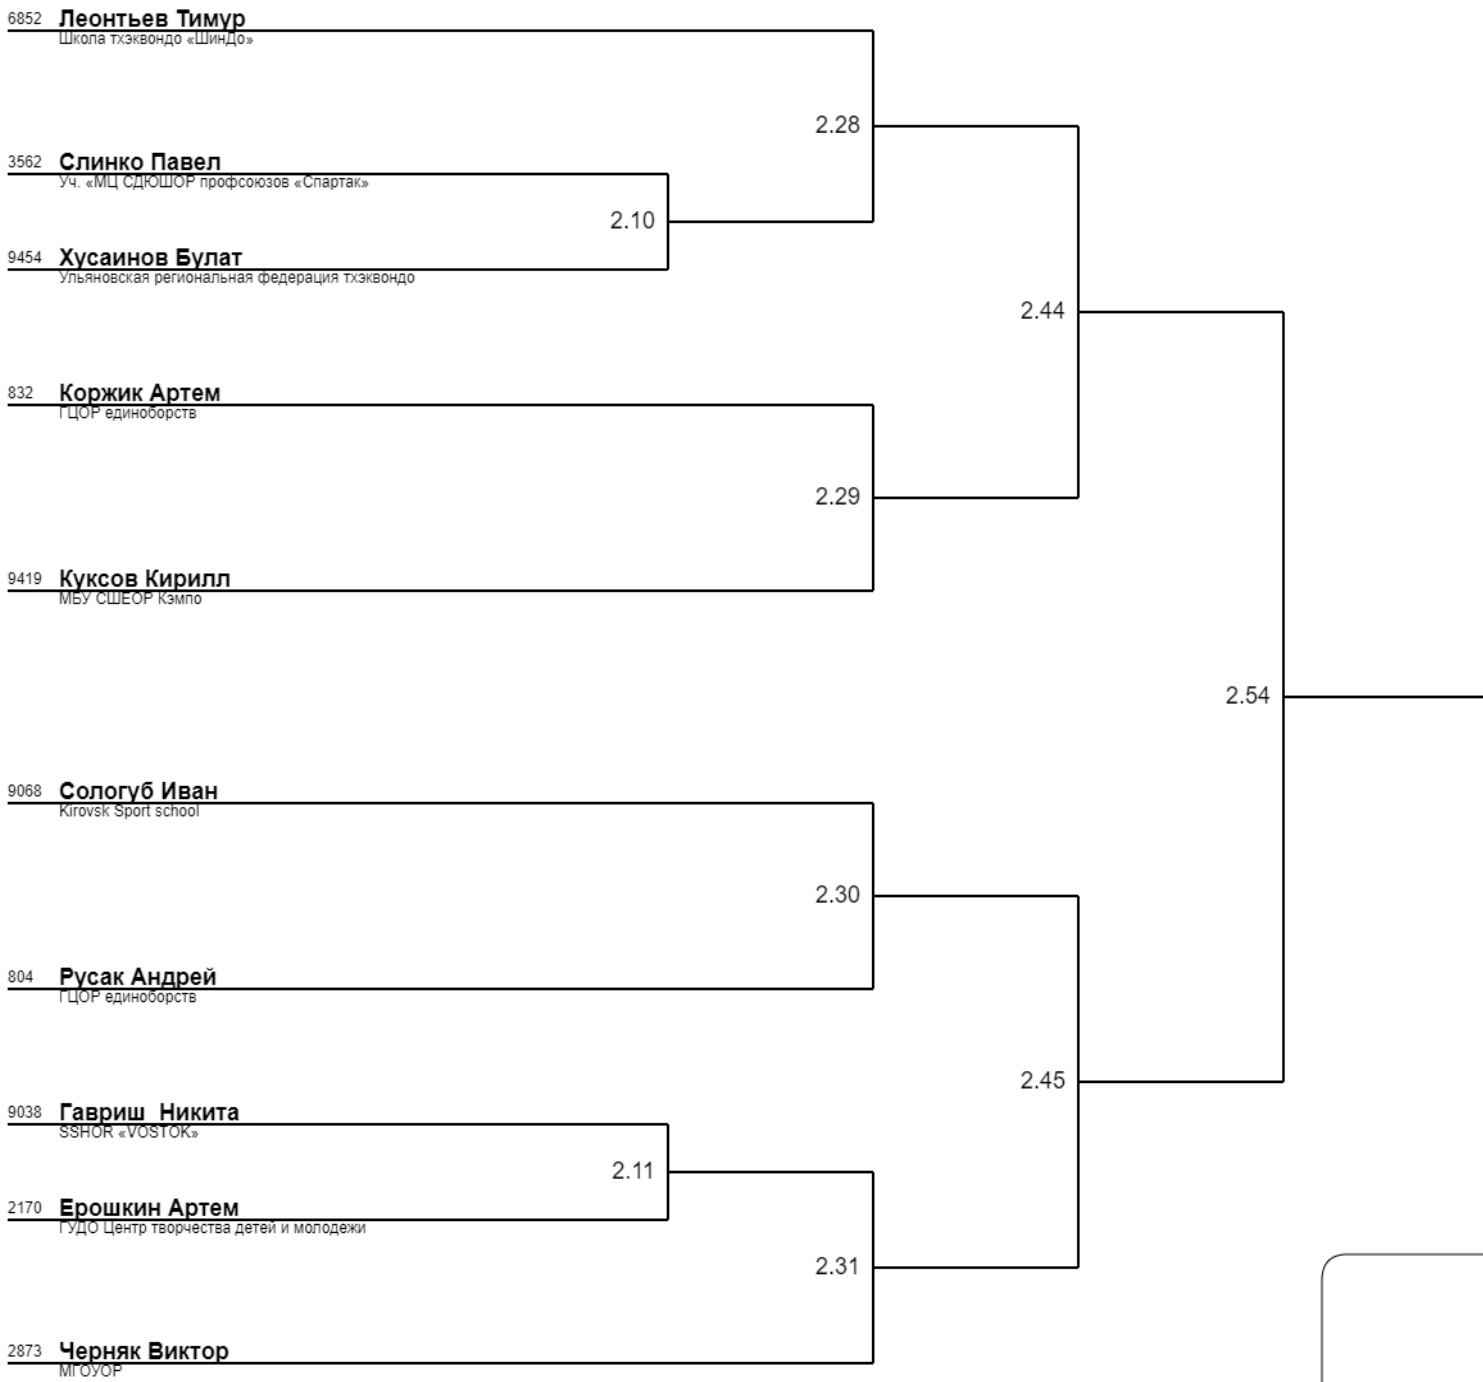 6852 Леонтьев Тимур
Школа тхэквондо «ШинДо»
2.28
3562 Слинко Павел
Уч. «МЦ СДЮШОР профсоюзов «Спартак»
2.10
9454 Хусаинов Булат
Ульяновская региональная федерация тхэквондо
2.44
832 Коржик Артем
ГЦОР единоборств
2.29
9419 Куксов Кирилл
МБУ СШЕОР Кэмпо
2.54
9068 Сологуб Иван
Kirovsk Sport school
2.30
804 Русак Андрей
ГЦОР единоборств
2.45
9038 Гавриш Никита
SSHOR «VOSTOK»
2.11
2170 Ерошкин Артем
ГУДО Центр творчества детей и молодежи
2.31
2873 Черняк Виктор
МГОУОР